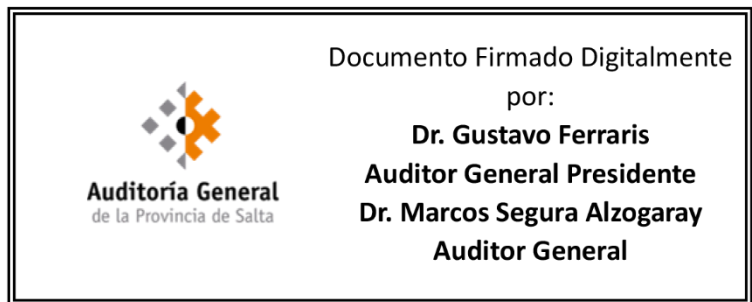 Auditoría General
de la Provincia de Salta
Documento Firmado Digitalmente
por:
Dr. Gustavo Ferraris
Auditor General Presidente
Dr. Marcos Segura Alzogaray
Auditor General